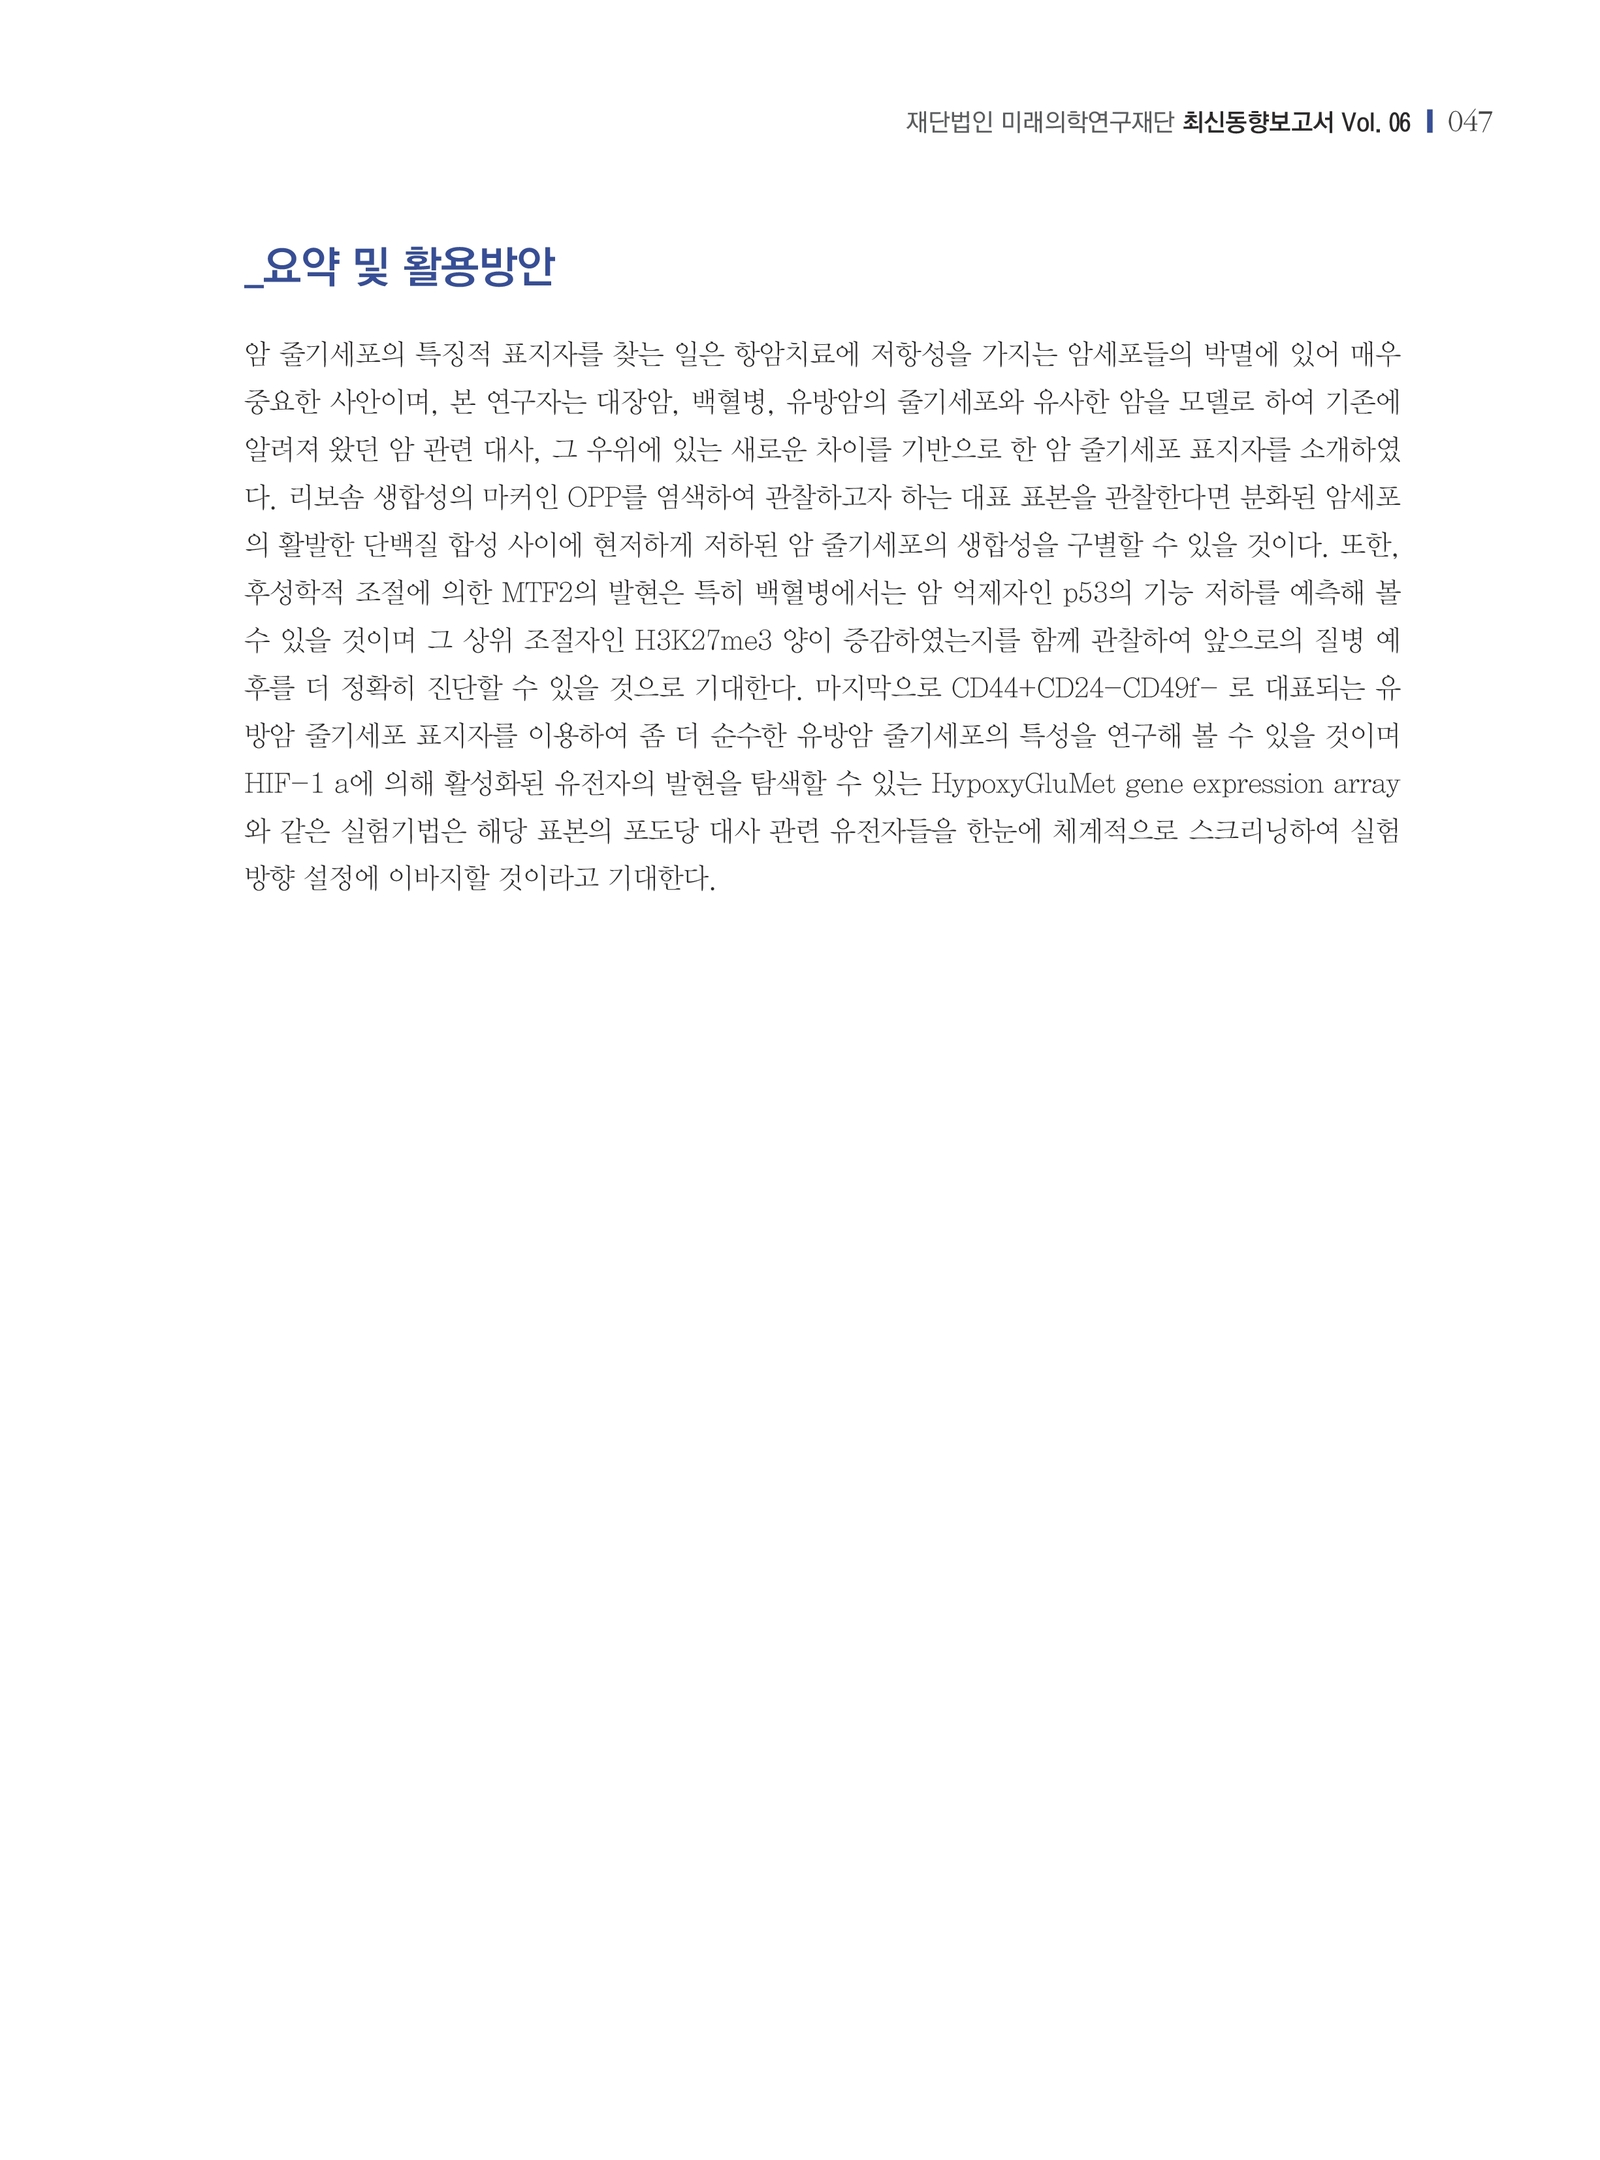 재단법인 미래의학연구재단 최신동향보고서 Vol. 06 | 047
_요약 및 활용방안
암 줄기세포의 특징적 표지자를 찾는 일은 항암치료에 저항성을 가지는 암세포들의 박멸에 있어 매우
중요한 사안이며, 본 연구자는 대장암, 백혈병, 유방암의 줄기세포와 유사한 암을 모델로 하여 기존에
알려져 왔던 암 관련 대사, 그 우위에 있는 새로운 차이를 기반으로 한 암 줄기세포 표지자를 소개하였
다. 리보솜 생합성의 마커인 OPP를 염색하여 관찰하고자 하는 대표 표본을 관찰한다면 분화된 암세포
의 활발한 단백질 합성 사이에 현저하게 저하된 암 줄기세포의 생합성을 구별할 수 있을 것이다. 또한,
후성학적 조절에 의한 MTF2의 발현은 특히 백혈병에서는 암 억제자인 p53의 기능 저하를 예측해 볼
수 있을 것이며 그 상위 조절자인 H3K27me3 양이 증감하였는지를 함께 관찰하여 앞으로의 질병 예
후를 더 정확히 진단할 수 있을 것으로 기대한다. 마지막으로 CD44+CD24-CD49f- 로 대표되는 유
방암 줄기세포 표지자를 이용하여 좀 더 순수한 유방암 줄기세포의 특성을 연구해 볼 수 있을 것이며
HIF-1 a에 의해 활성화된 유전자의 발현을 탐색할 수 있는 HypoxyGluMet gene expression array
와 같은 실험기법은 해당 표본의 포도당 대사 관련 유전자들을 한눈에 체계적으로 스크리닝하여 실험
방향 설정에 이바지할 것이라고 기대한다.